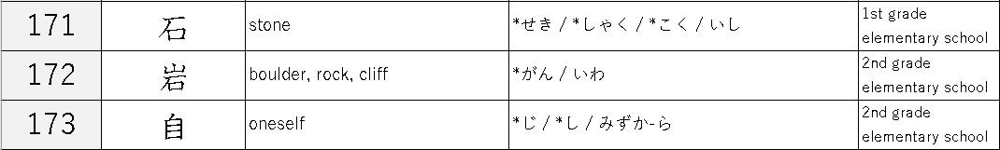 171 石 stone *せき / *しゃく / *こく / いし 1st grade elementary school
172 岩 boulder, rock, cliff *がん / いわ 2nd grade elementary school
173 自 oneself *じ / *し / みずか-ら 2nd grade elementary school